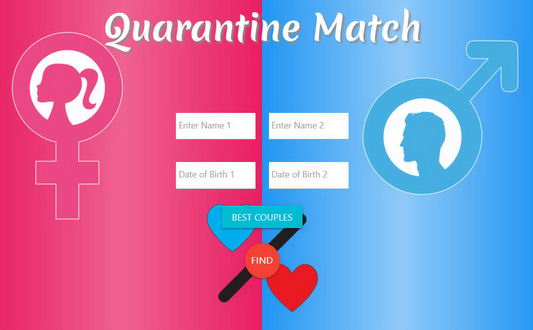 Quarantine Match
Enter Name 1
Enter Name 2
Date of Birth 1
Date of Birth 2
BEST COUPLES
FIND